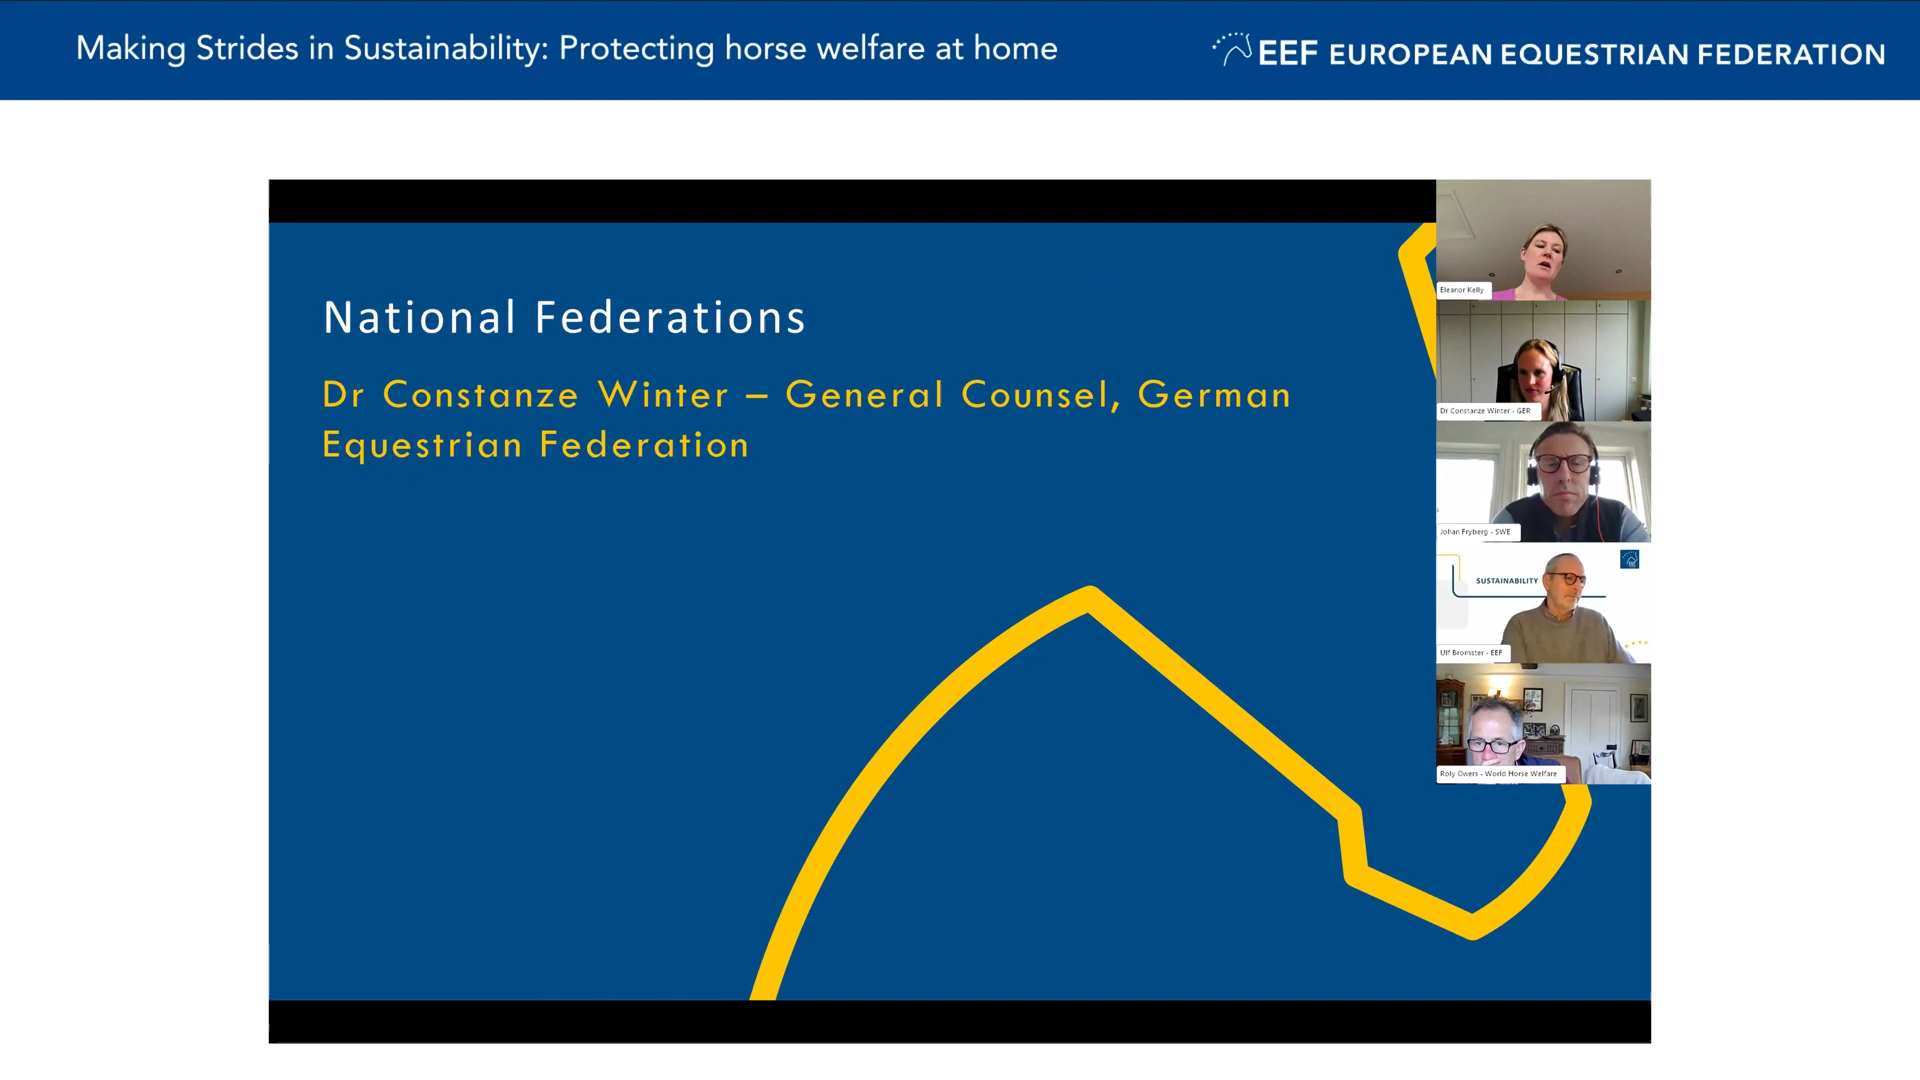 Making Strides in Sustainability: Protecting horse welfare at home
EEF EUROPEAN EQUESTRIAN FEDERATION
National Federations
Dr Constanze Winter – General Counsel, German
Equestrian Federation
Eleanor Kelly
Dr Constanze Winter - GER
Johan Fryberg - SWE
SUSTAINABILITY
Ulf Bromster - EEF
Roly Owers - World Horse Welfare